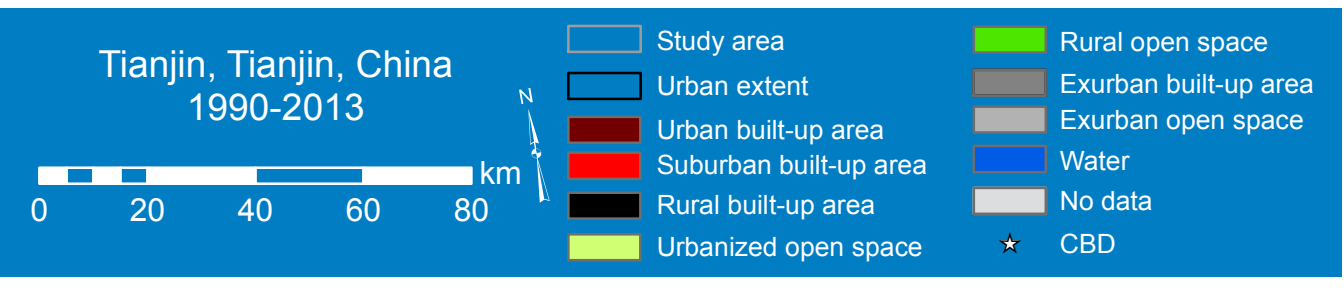 Tianjin, Tianjin, China
1990-2013
N
km
0 20 40 60 80
Study area
Urban extent
Urban built-up area
Suburban built-up area
Rural built-up area
Urbanized open space
Rural open space
Exurban built-up area
Exurban open space
Water
No data
CBD